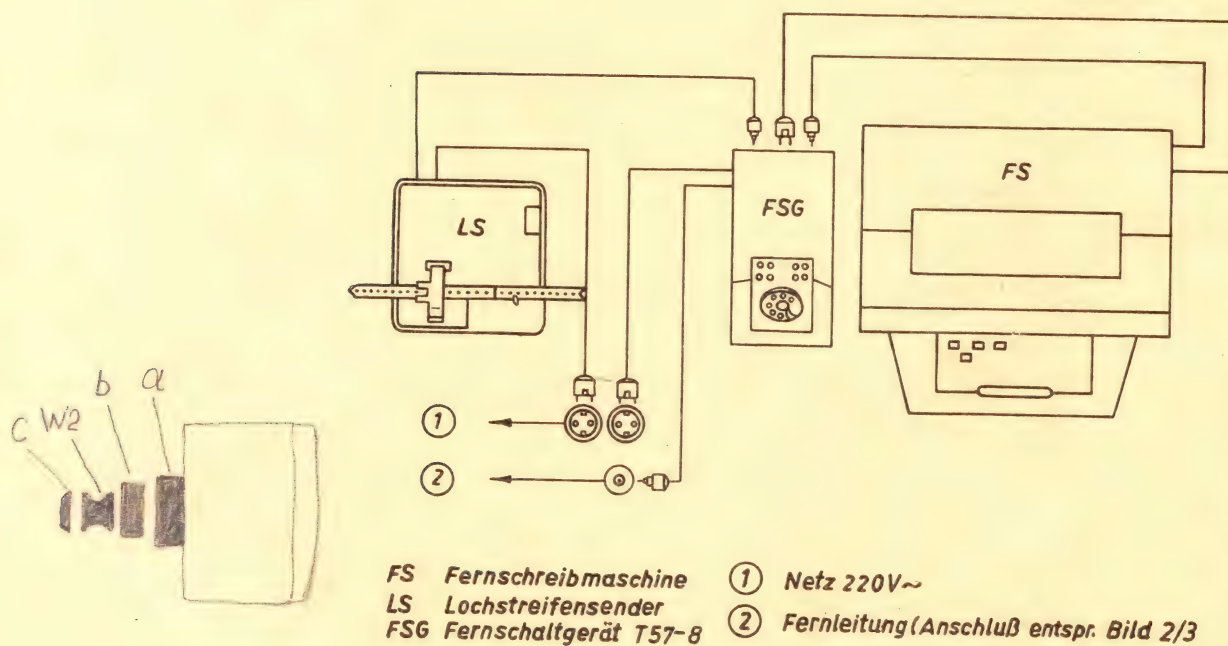 LS
FSG
FS
a
b
W2
C
1
2
FS Fernschreibmaschine
LS Lochstreifensender
FSG Fernschaltgerät T57-8
1 Netz 220V~
2 Fernleitung (Anschluß entspr. Bild 2/3